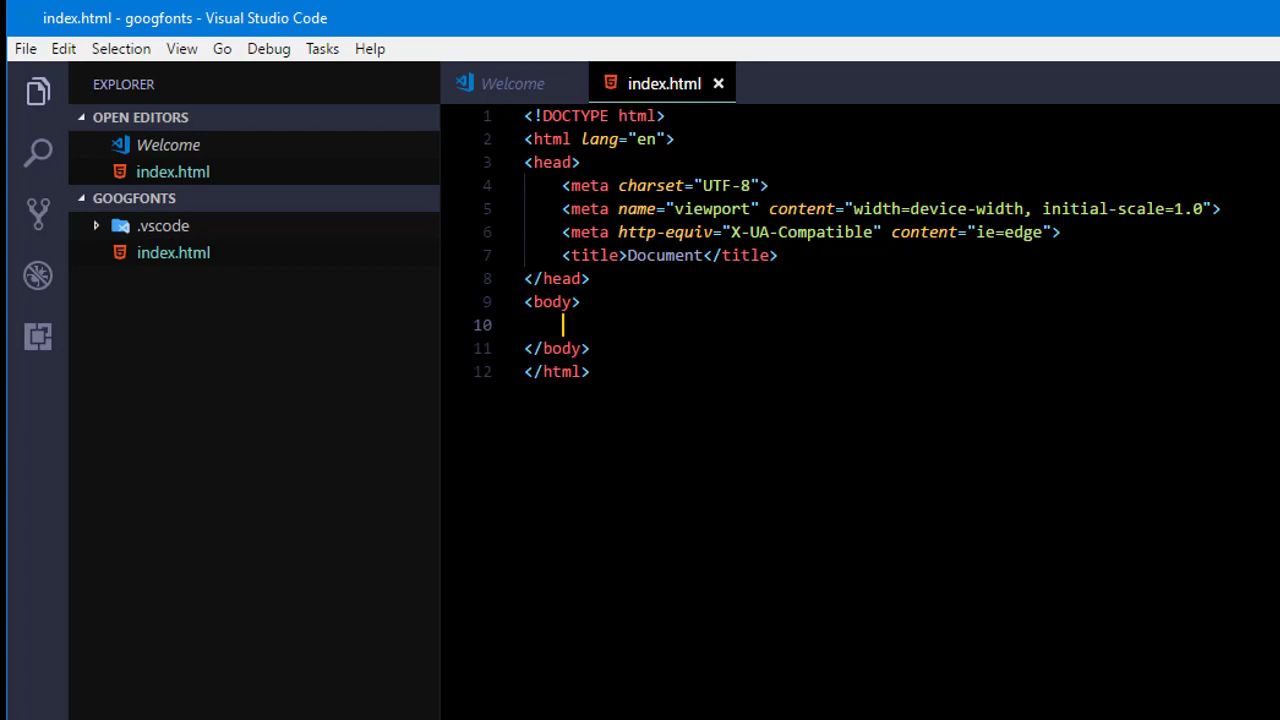 index.html - googfonts - Visual Studio Code
File Edit Selection View Go Debug Tasks Help
EXPLORER
OPEN EDITORS
Welcome
index.html
GOOGFONTS
.vscode
index.html
Welcome index.html
1 <!DOCTYPE html>
2 <html lang="en">
3 <head>
4 <meta charset="UTF-8">
5 <meta name="viewport" content="width=device-width, initial-scale=1.0">
6 <meta http-equiv="X-UA-Compatible" content="ie=edge">
7 <title>Document</title>
8 </head>
9 <body>
10
11 </body>
12 </html>